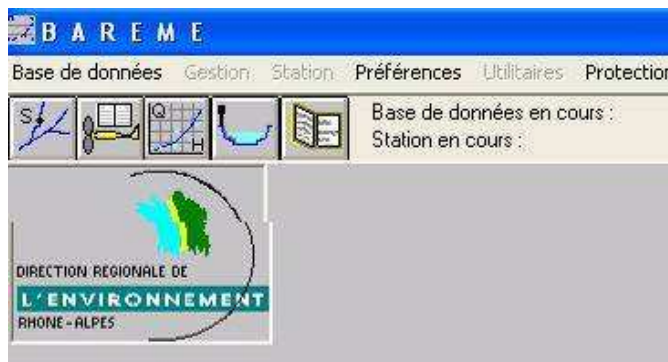 BAREME
Base de données Gestion Station Préférences Utilitaires Protection
S Q H
Base de données en cours :
Station en cours :
DIRECTION REGIONALE DE
L'ENVIRONNEMENT
RHONE-ALPES